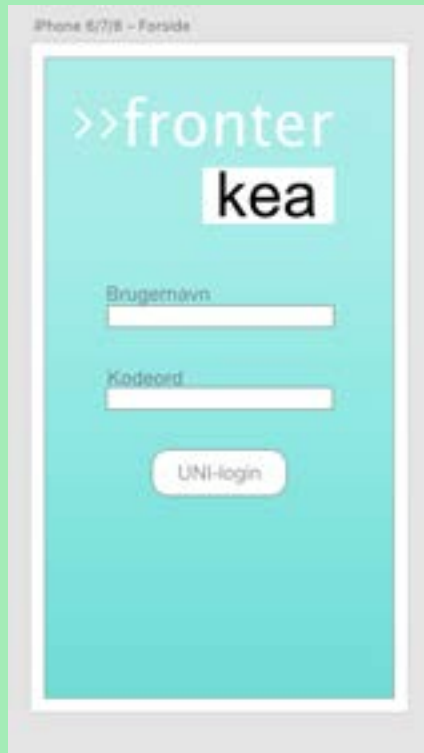 iPhone 6/7/8 – Forside
>>fronter
kea
Brugernavn
Kodeord
UNI-login